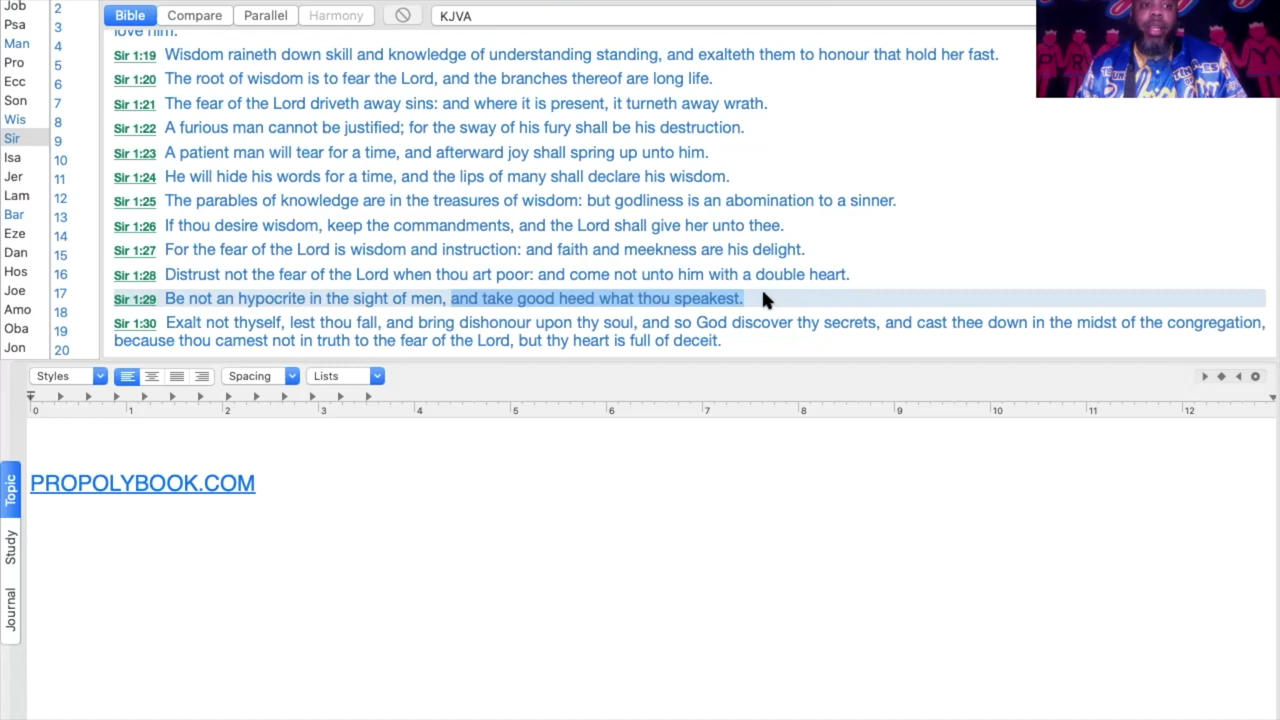 Bible Compare Parallel Harmony KJVA
love him.
Sir 1:19 Wisdom raineth down skill and knowledge of understanding standing, and exalteth them to honour that hold her fast.
Sir 1:20 The root of wisdom is to fear the Lord, and the branches thereof are long life.
Sir 1:21 The fear of the Lord driveth away sins: and where it is present, it turneth away wrath.
Sir 1:22 A furious man cannot be justified; for the sway of his fury shall be his destruction.
Sir 1:23 A patient man will tear for a time, and afterward joy shall spring up unto him.
Sir 1:24 He will hide his words for a time, and the lips of many shall declare his wisdom.
Sir 1:25 The parables of knowledge are in the treasures of wisdom: but godliness is an abomination to a sinner.
Sir 1:26 If thou desire wisdom, keep the commandments, and the Lord shall give her unto thee.
Sir 1:27 For the fear of the Lord is wisdom and instruction: and faith and meekness are his delight.
Sir 1:28 Distrust not the fear of the Lord when thou art poor: and come not unto him with a double heart.
Sir 1:29 Be not an hypocrite in the sight of men, and take good heed what thou speakest.
Sir 1:30 Exalt not thyself, lest thou fall, and bring dishonour upon thy soul, and so God discover thy secrets, and cast thee down in the midst of the congregation,
because thou camest not in truth to the fear of the Lord, but thy heart is full of deceit.
Job
Psa
Man
Pro
Ecc
Son
Wis
Sir
Isa
Jer
Lam
Bar
Eze
Dan
Hos
Joe
Amo
Oba
Jon
2
3
4
5
6
7
8
9
10
11
12
13
14
15
16
17
18
19
20
Styles Spacing Lists
0 1 2 3 4 5 6 7 8 9 10 11 12
PROPOLYBOOK.COM
Topic
Study
Journal